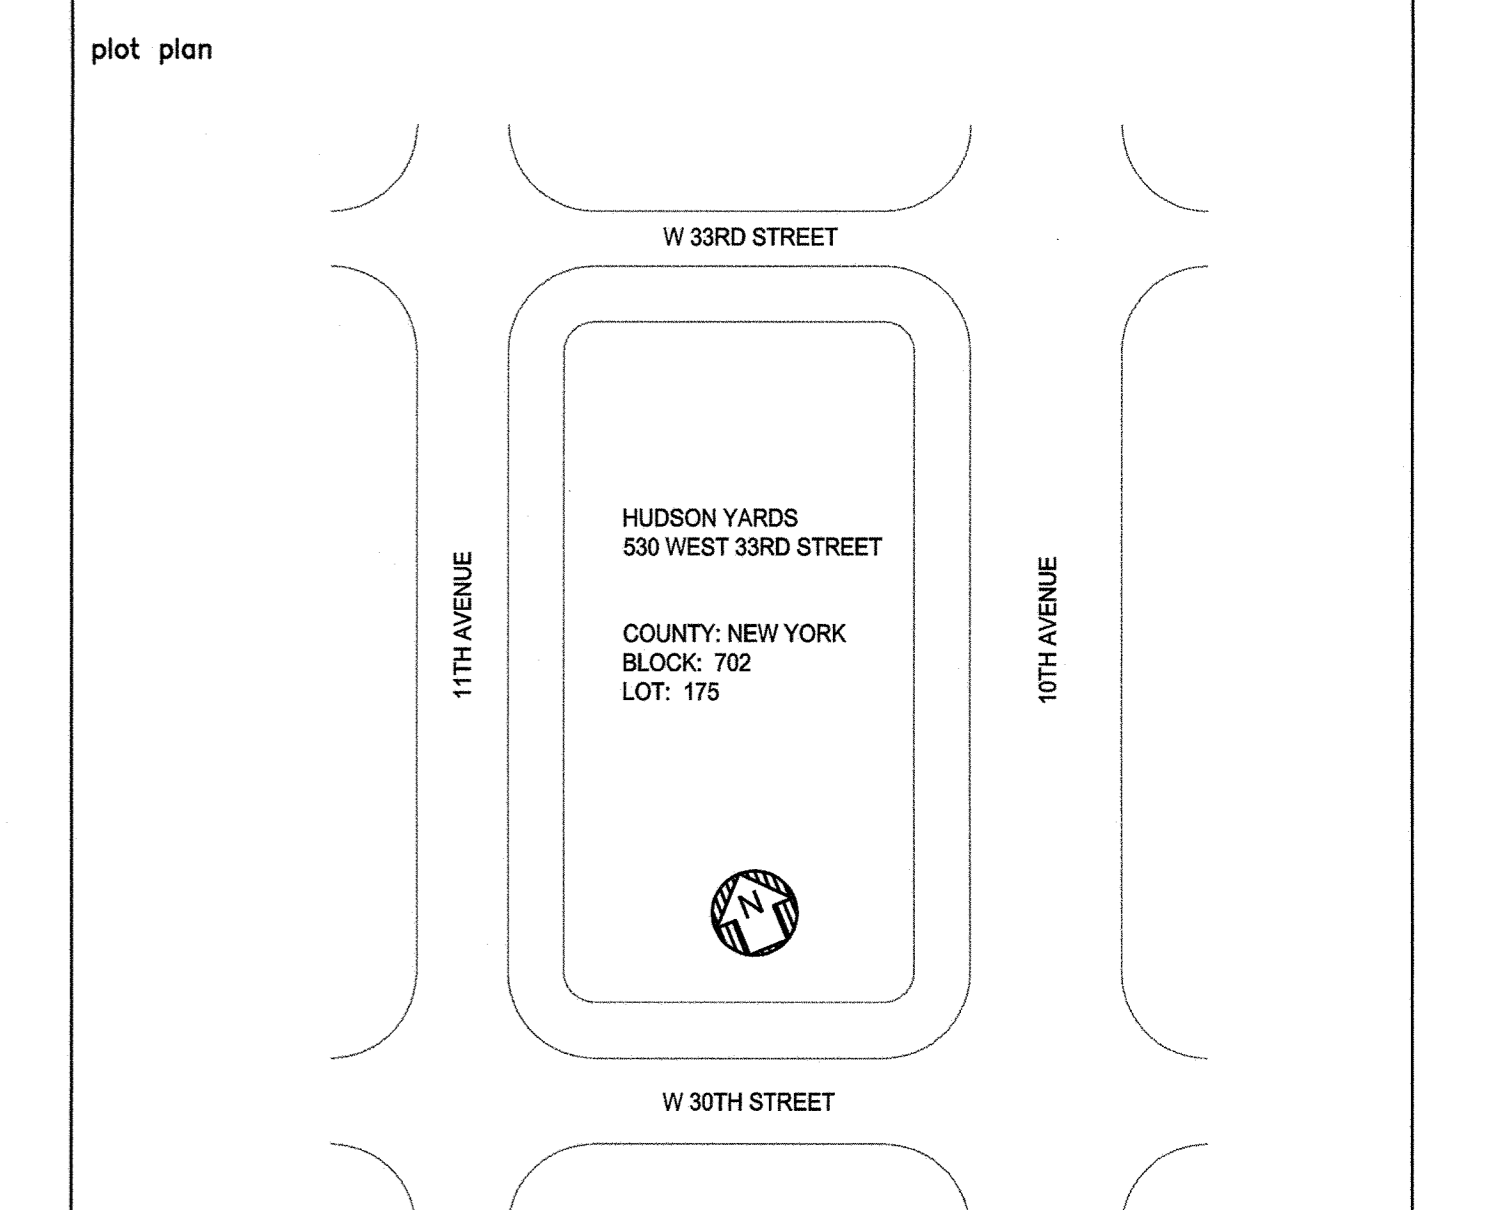 plot plan
W 33RD STREET
HUDSON YARDS
530 WEST 33RD STREET
11TH AVENUE
10TH AVENUE
COUNTY: NEW YORK
BLOCK: 702
LOT: 175
N
W 30TH STREET